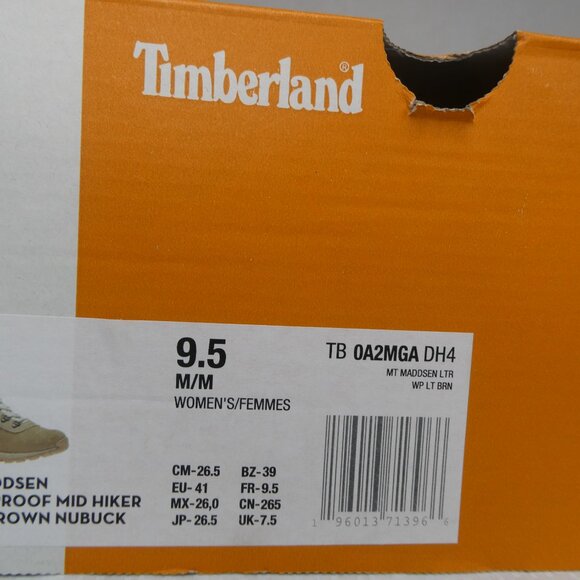 Timberland®
9.5
M/M
WOMEN'S/FEMMES
TB 0A2MGA DH4
MT MADDSEN LTR
WP LT BRN
CM-26.5 BZ-39
EU- 41 FR-9.5
MX-26,0 CN-265
JP-26.5 UK-7.5
1 96013 71396 6
DDSEN
PROOF MID HIKER
ROWN NUBUCK